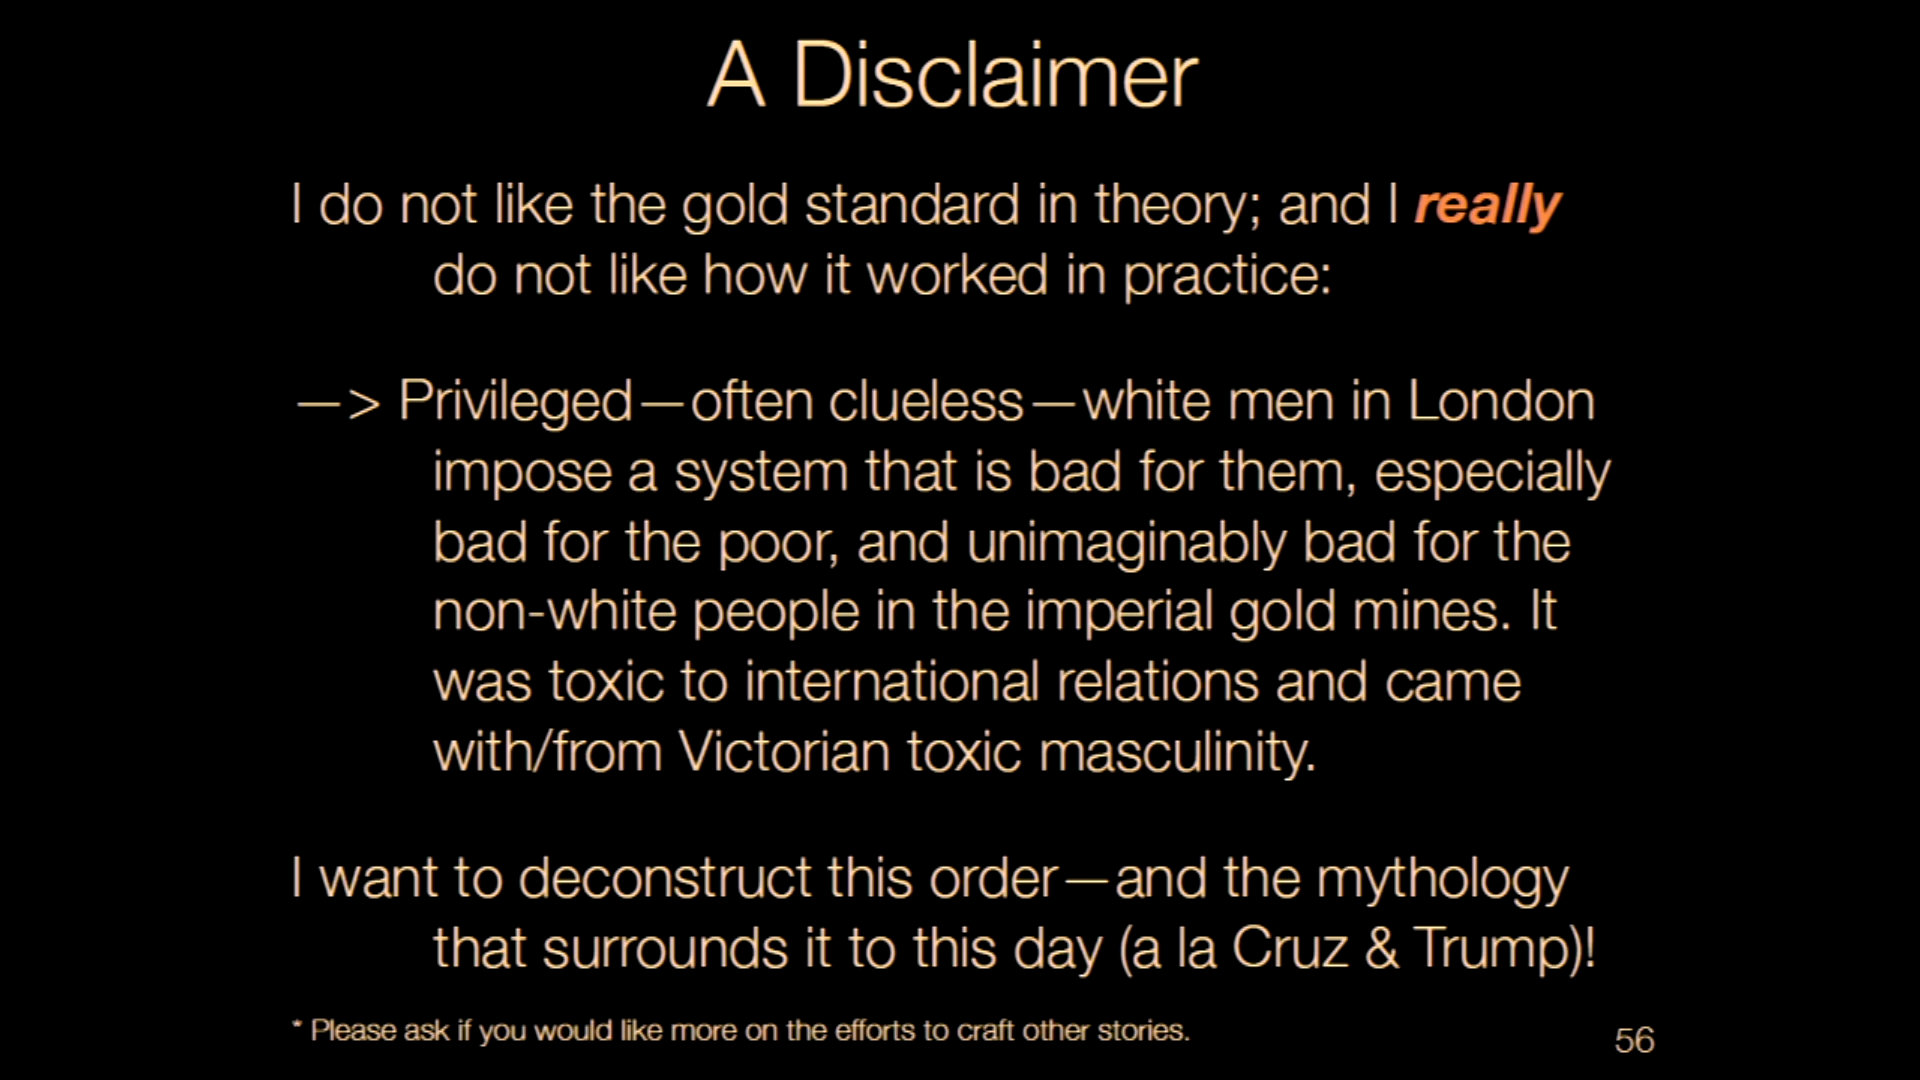 A Disclaimer
I do not like the gold standard in theory; and I really
do not like how it worked in practice:
—> Privileged—often clueless—white men in London
impose a system that is bad for them, especially
bad for the poor, and unimaginably bad for the
non-white people in the imperial gold mines. It
was toxic to international relations and came
with/from Victorian toxic masculinity.
I want to deconstruct this order—and the mythology
that surrounds it to this day (a la Cruz & Trump)!
* Please ask if you would like more on the efforts to craft other stories.
56